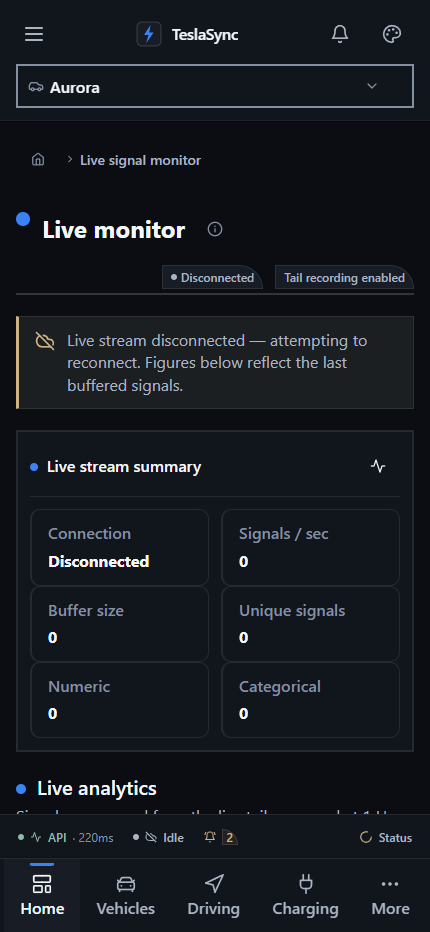 TeslaSync
Aurora
Live signal monitor
Live monitor
Disconnected
Tail recording enabled
Live stream disconnected — attempting to
reconnect. Figures below reflect the last
buffered signals.
Live stream summary
Connection
Disconnected
Signals / sec
0
Buffer size
0
Unique signals
0
Numeric
0
Categorical
0
Live analytics
API · 220ms
Idle
2
Status
Home
Vehicles
Driving
Charging
More